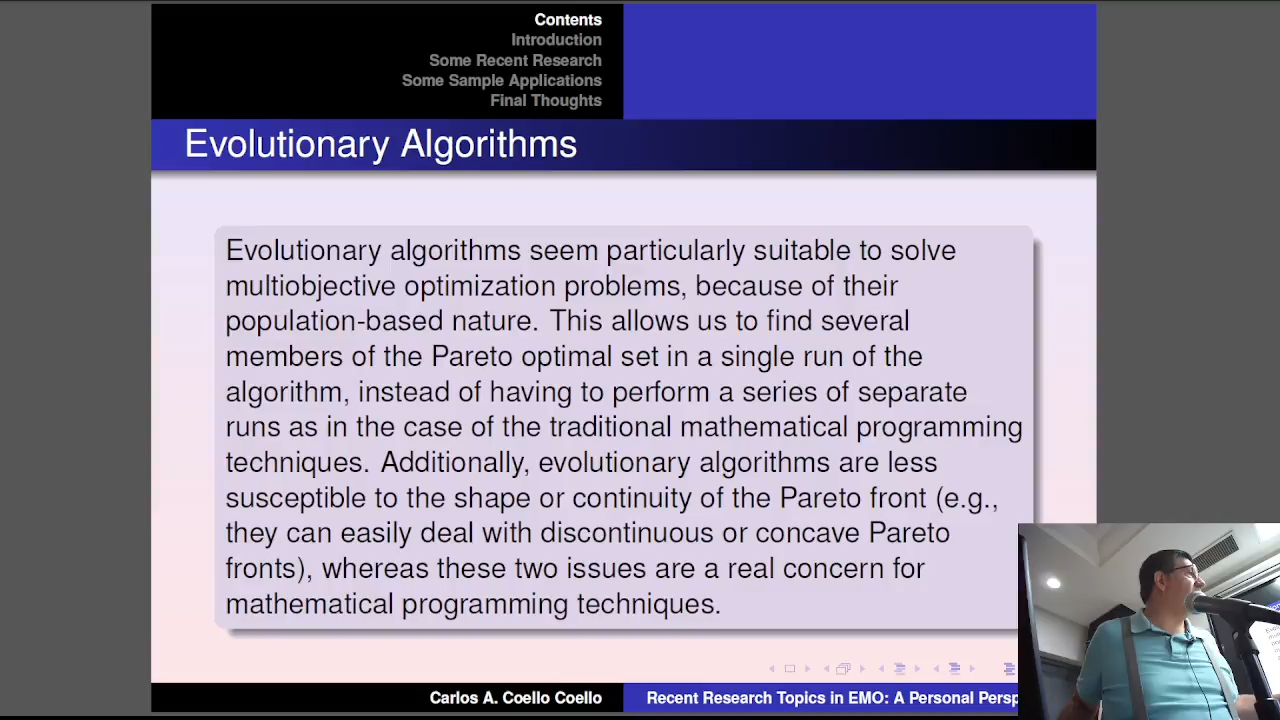 Contents
Introduction
Some Recent Research
Some Sample Applications
Final Thoughts
Evolutionary Algorithms
Evolutionary algorithms seem particularly suitable to solve
multiobjective optimization problems, because of their
population-based nature. This allows us to find several
members of the Pareto optimal set in a single run of the
algorithm, instead of having to perform a series of separate
runs as in the case of the traditional mathematical programming
techniques. Additionally, evolutionary algorithms are less
susceptible to the shape or continuity of the Pareto front (e.g.,
they can easily deal with discontinuous or concave Pareto
fronts), whereas these two issues are a real concern for
mathematical programming techniques.
Carlos A. Coello Coello
Recent Research Topics in EMO: A Personal Persp